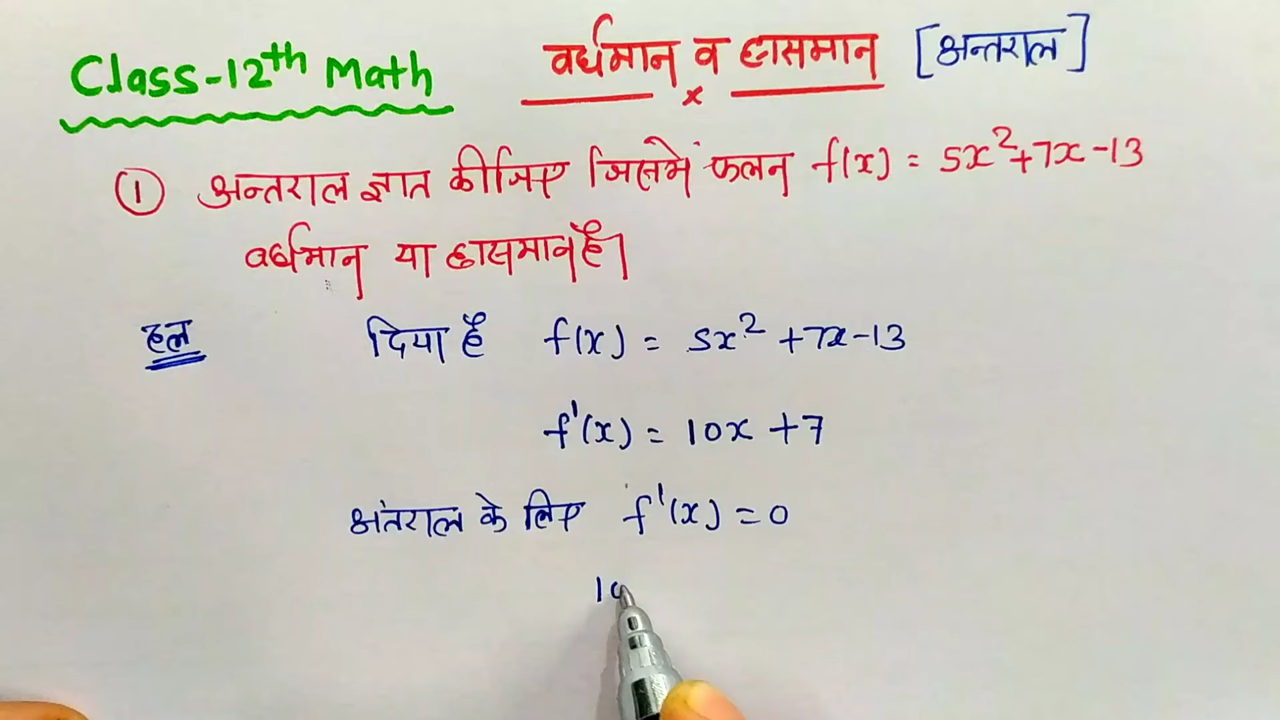 Class-12th Math वर्धमान व ह्रासमान [अन्तराल]
① अन्तराल ज्ञात कीजिए जिसमें फलन f(x) = 5x²+7x-13
वर्धमान या ह्रासमान है।
हल दिया है f(x) = 5x²+7x-13
f'(x) = 10x+7
अंतराल के लिए f'(x) = 0
10